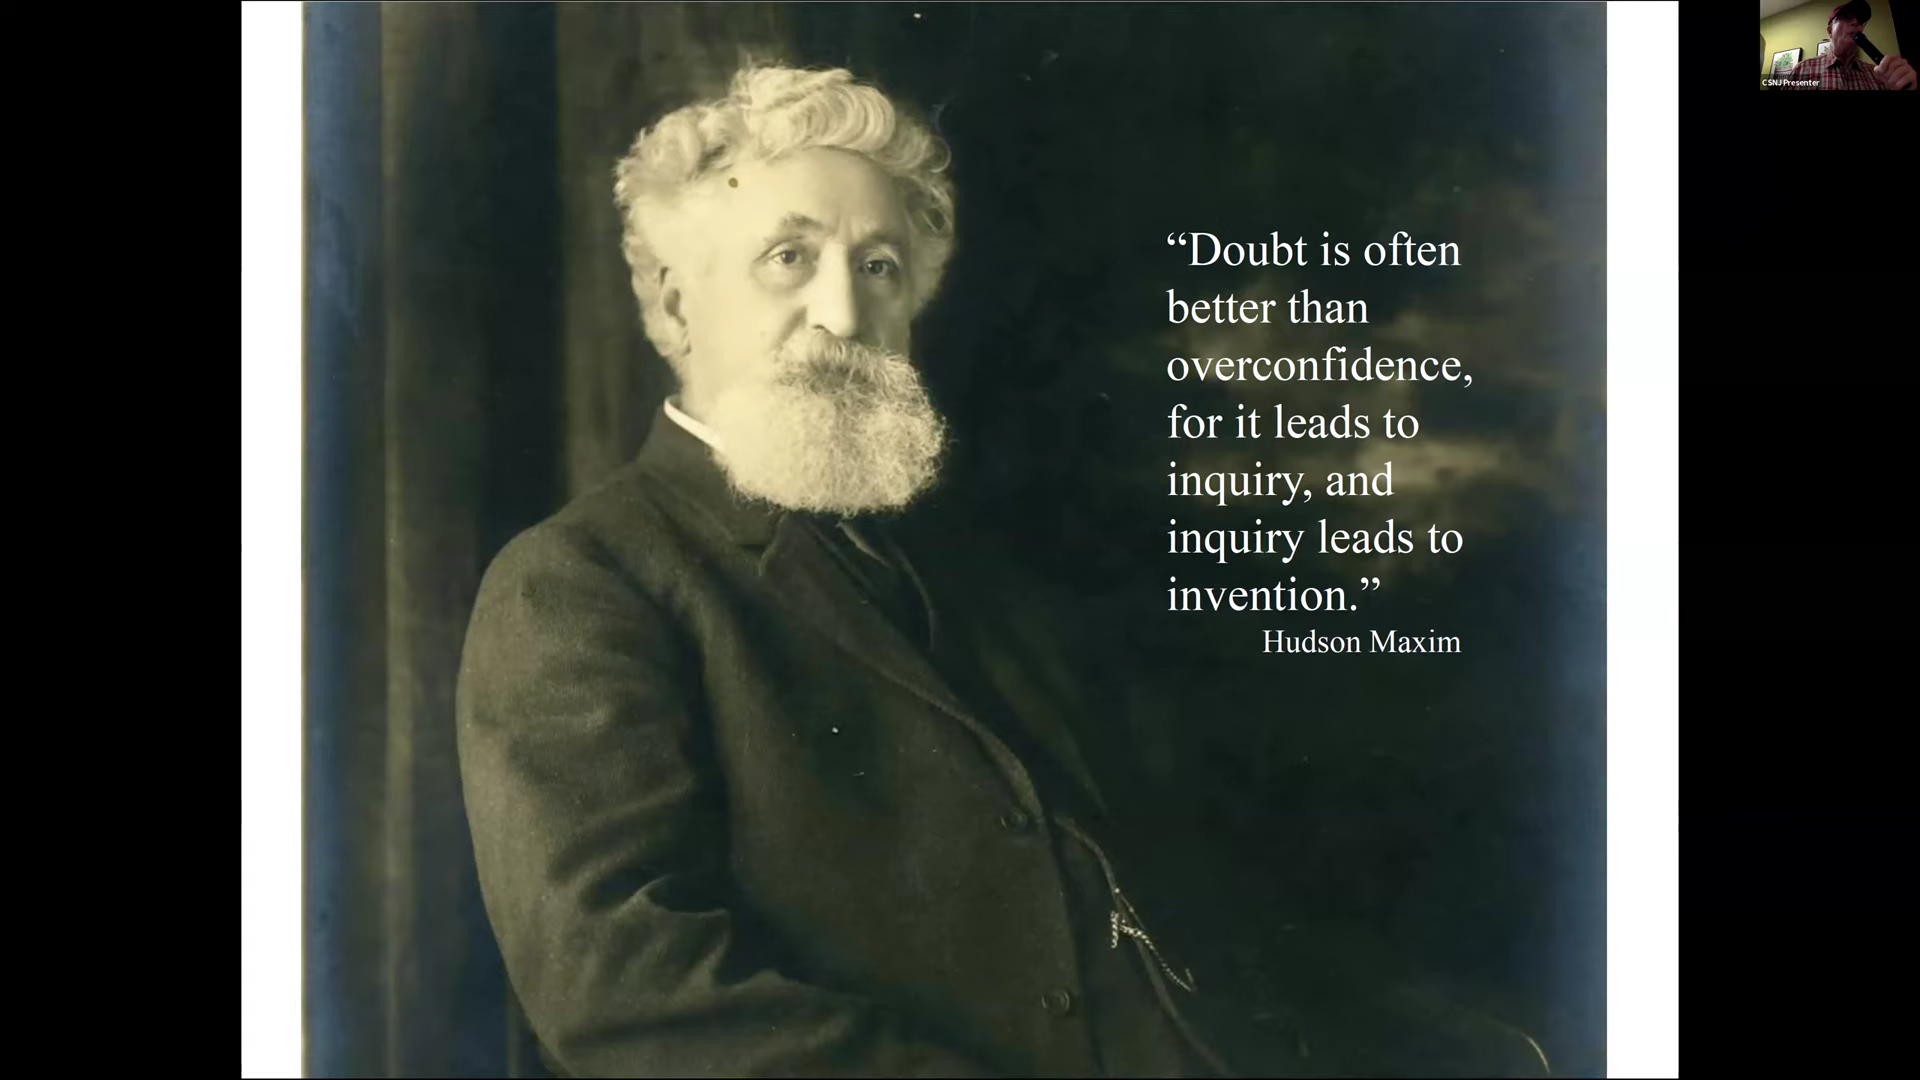 “Doubt is often
better than
overconfidence,
for it leads to
inquiry, and
inquiry leads to
invention.”
Hudson Maxim
CSNJ Presenter